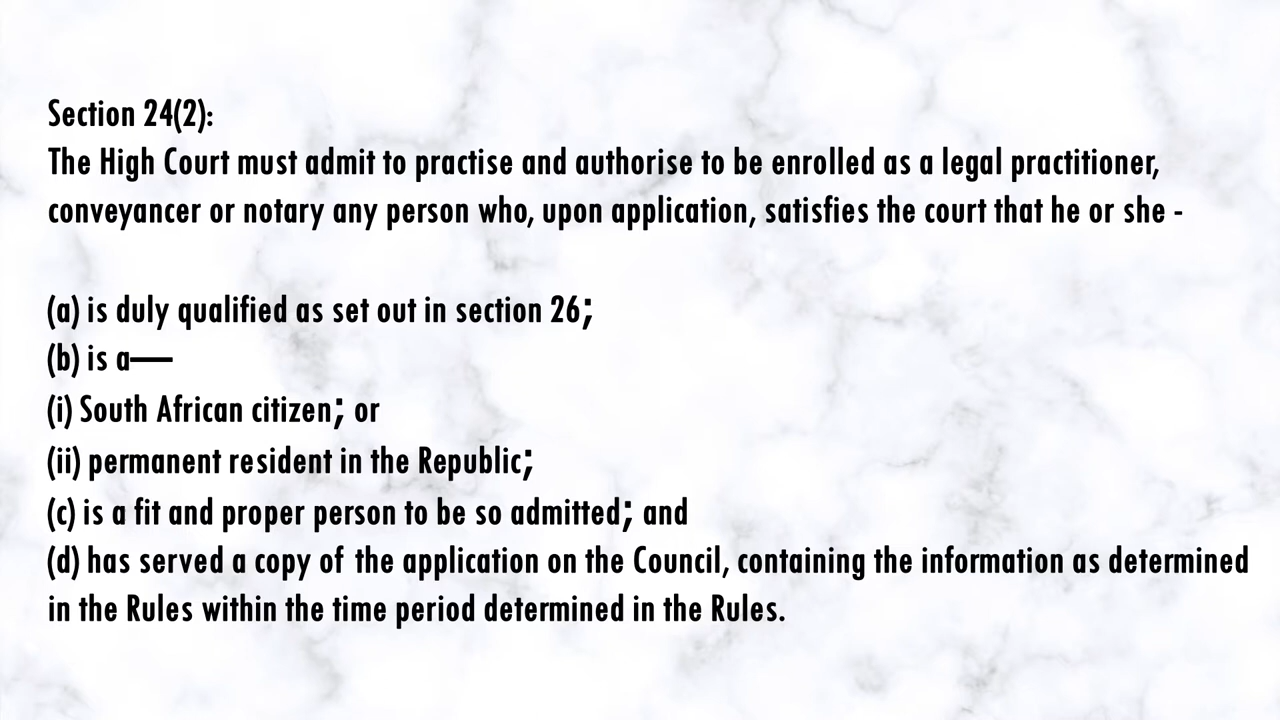 Section 24(2):
The High Court must admit to practise and authorise to be enrolled as a legal practitioner,
conveyancer or notary any person who, upon application, satisfies the court that he or she -
(a) is duly qualified as set out in section 26;
(b) is a—
(i) South African citizen; or
(ii) permanent resident in the Republic;
(c) is a fit and proper person to be so admitted; and
(d) has served a copy of the application on the Council, containing the information as determined
in the Rules within the time period determined in the Rules.